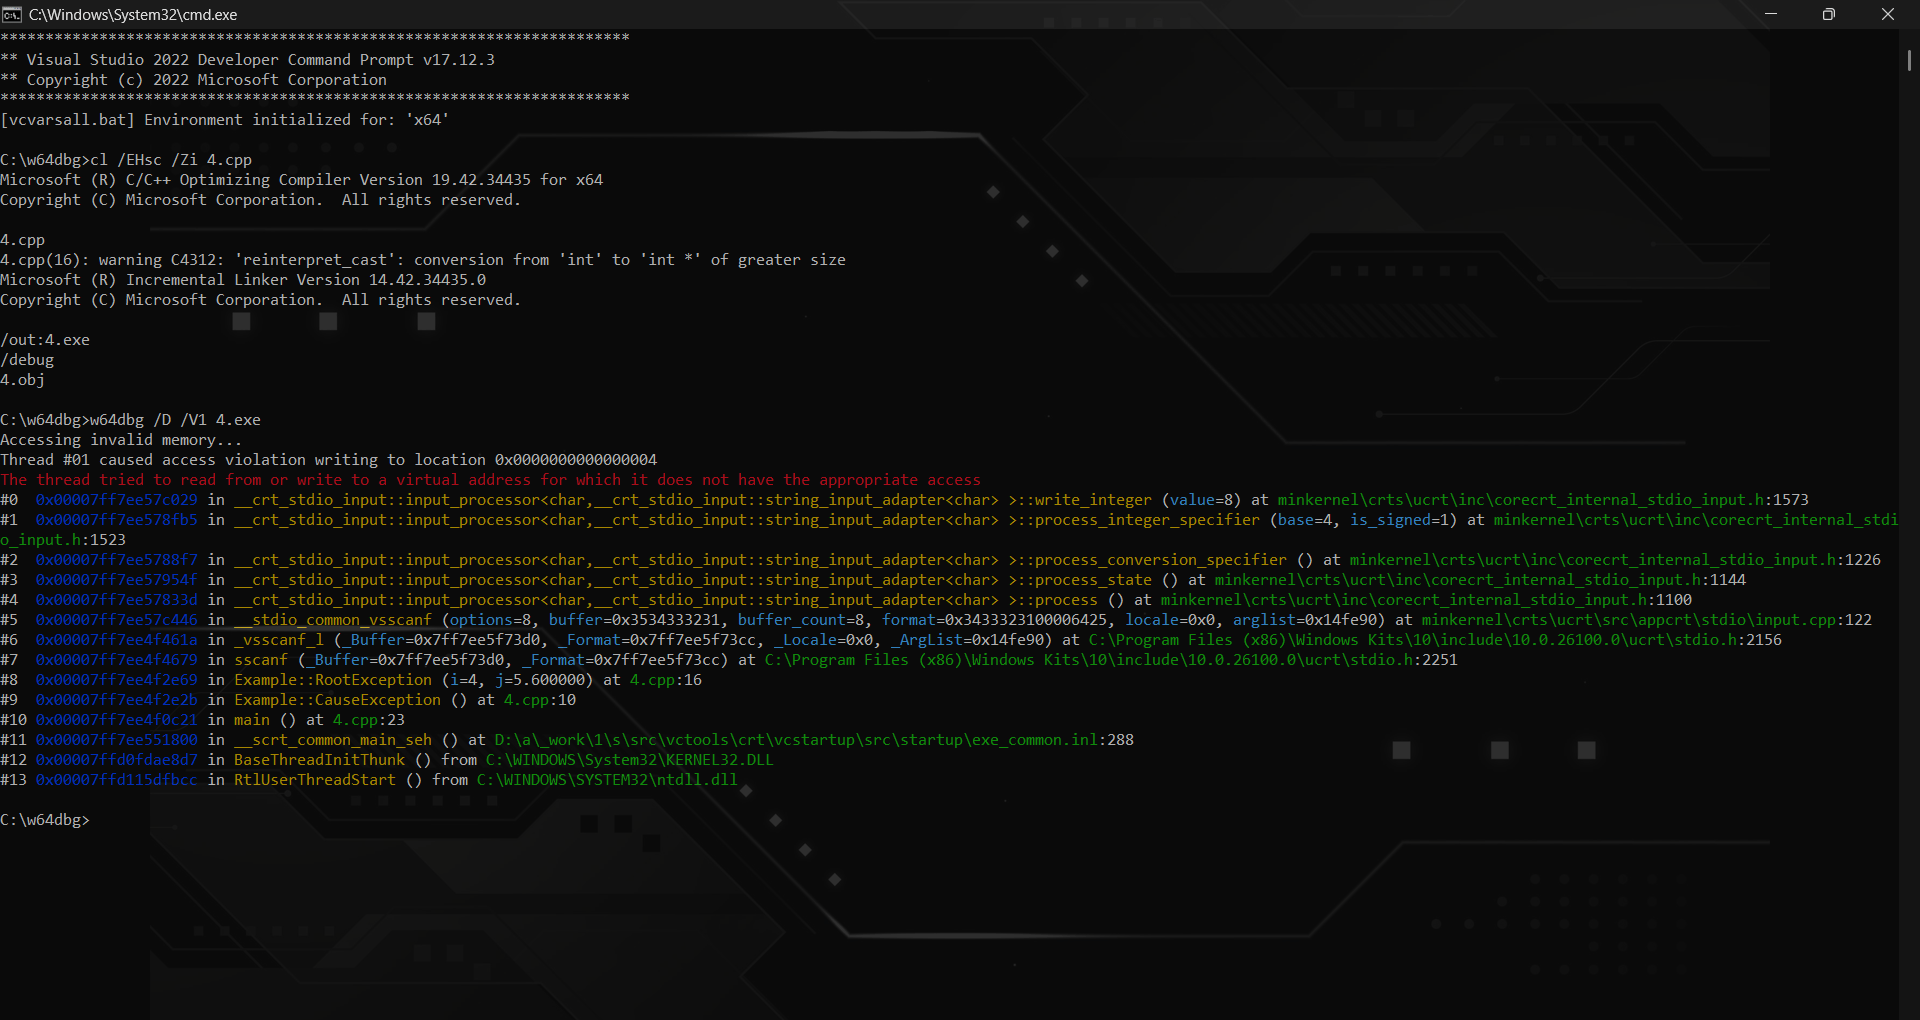 C:\Windows\System32\cmd.exe
**********************************************************************
** Visual Studio 2022 Developer Command Prompt v17.12.3
** Copyright (c) 2022 Microsoft Corporation
**********************************************************************
[vcvarsall.bat] Environment initialized for: 'x64'
C:\w64dbg>cl /EHsc /Zi 4.cpp
Microsoft (R) C/C++ Optimizing Compiler Version 19.42.34435 for x64
Copyright (C) Microsoft Corporation.  All rights reserved.
4.cpp
4.cpp(16): warning C4312: 'reinterpret_cast': conversion from 'int' to 'int *' of greater size
Microsoft (R) Incremental Linker Version 14.42.34435.0
Copyright (C) Microsoft Corporation.  All rights reserved.
/out:4.exe
/debug
4.obj
C:\w64dbg>w64dbg /D /V1 4.exe
Accessing invalid memory...
Thread #01 caused access violation writing to location 0x0000000000000004
The thread tried to read from or write to a virtual address for which it does not have the appropriate access
#0  0x00007ff7ee57c029 in __crt_stdio_input::input_processor<char,__crt_stdio_input::string_input_adapter<char> >::write_integer (value=8) at minkernel\crts\ucrt\inc\corecrt_internal_stdio_input.h:1573
#1  0x00007ff7ee578fb5 in __crt_stdio_input::input_processor<char,__crt_stdio_input::string_input_adapter<char> >::process_integer_specifier (base=4, is_signed=1) at minkernel\crts\ucrt\inc\corecrt_internal_stdi
o_input.h:1523
#2  0x00007ff7ee5788f7 in __crt_stdio_input::input_processor<char,__crt_stdio_input::string_input_adapter<char> >::process_conversion_specifier () at minkernel\crts\ucrt\inc\corecrt_internal_stdio_input.h:1226
#3  0x00007ff7ee57954f in __crt_stdio_input::input_processor<char,__crt_stdio_input::string_input_adapter<char> >::process_state () at minkernel\crts\ucrt\inc\corecrt_internal_stdio_input.h:1144
#4  0x00007ff7ee57833d in __crt_stdio_input::input_processor<char,__crt_stdio_input::string_input_adapter<char> >::process () at minkernel\crts\ucrt\inc\corecrt_internal_stdio_input.h:1100
#5  0x00007ff7ee57c446 in __stdio_common_vsscanf (options=8, buffer=0x3534333231, buffer_count=8, format=0x3433323100006425, locale=0x0, arglist=0x14fe90) at minkernel\crts\ucrt\src\appcrt\stdio\input.cpp:122
#6  0x00007ff7ee4f461a in _vsscanf_l (_Buffer=0x7ff7ee5f73d0, _Format=0x7ff7ee5f73cc, _Locale=0x0, _ArgList=0x14fe90) at C:\Program Files (x86)\Windows Kits\10\include\10.0.26100.0\ucrt\stdio.h:2156
#7  0x00007ff7ee4f4679 in sscanf (_Buffer=0x7ff7ee5f73d0, _Format=0x7ff7ee5f73cc) at C:\Program Files (x86)\Windows Kits\10\include\10.0.26100.0\ucrt\stdio.h:2251
#8  0x00007ff7ee4f2e69 in Example::RootException (i=4, j=5.600000) at 4.cpp:16
#9  0x00007ff7ee4f2e2b in Example::CauseException () at 4.cpp:10
#10 0x00007ff7ee4f0c21 in main () at 4.cpp:23
#11 0x00007ff7ee551800 in __scrt_common_main_seh () at D:\a\_work\1\s\src\vctools\crt\vcstartup\src\startup\exe_common.inl:288
#12 0x00007ffd0fdae8d7 in BaseThreadInitThunk () from C:\WINDOWS\System32\KERNEL32.DLL
#13 0x00007ffd115dfbcc in RtlUserThreadStart () from C:\WINDOWS\SYSTEM32\ntdll.dll
C:\w64dbg>